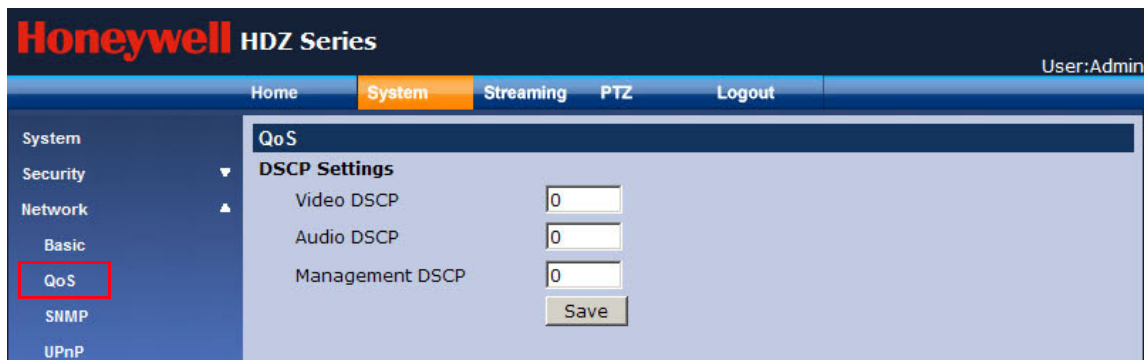 Honeywell HDZ Series
User:Admin
Home System Streaming PTZ Logout
System
Security
Network
Basic
QoS
SNMP
UPnP
QoS
DSCP Settings
Video DSCP 0
Audio DSCP 0
Management DSCP 0
Save